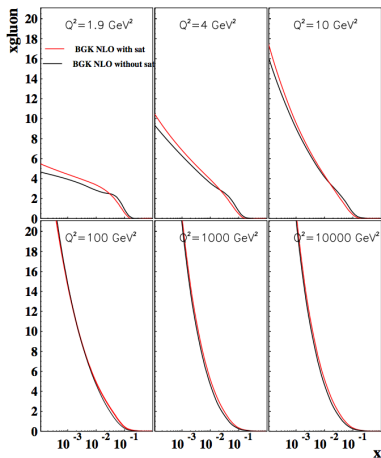 xgluon
Q²=1.9 GeV²
Q²=4 GeV²
Q²=10 GeV²
BGK NLO with sat
BGK NLO without sat
20
18
16
14
12
10
8
6
4
2
0
Q²=100 GeV²
Q²=1000 GeV²
Q²=10000 GeV²
20
18
16
14
12
10
8
6
4
2
0
10⁻³ 10⁻² 10⁻¹ 10⁻³ 10⁻² 10⁻¹ 10⁻³ 10⁻² 10⁻¹
x